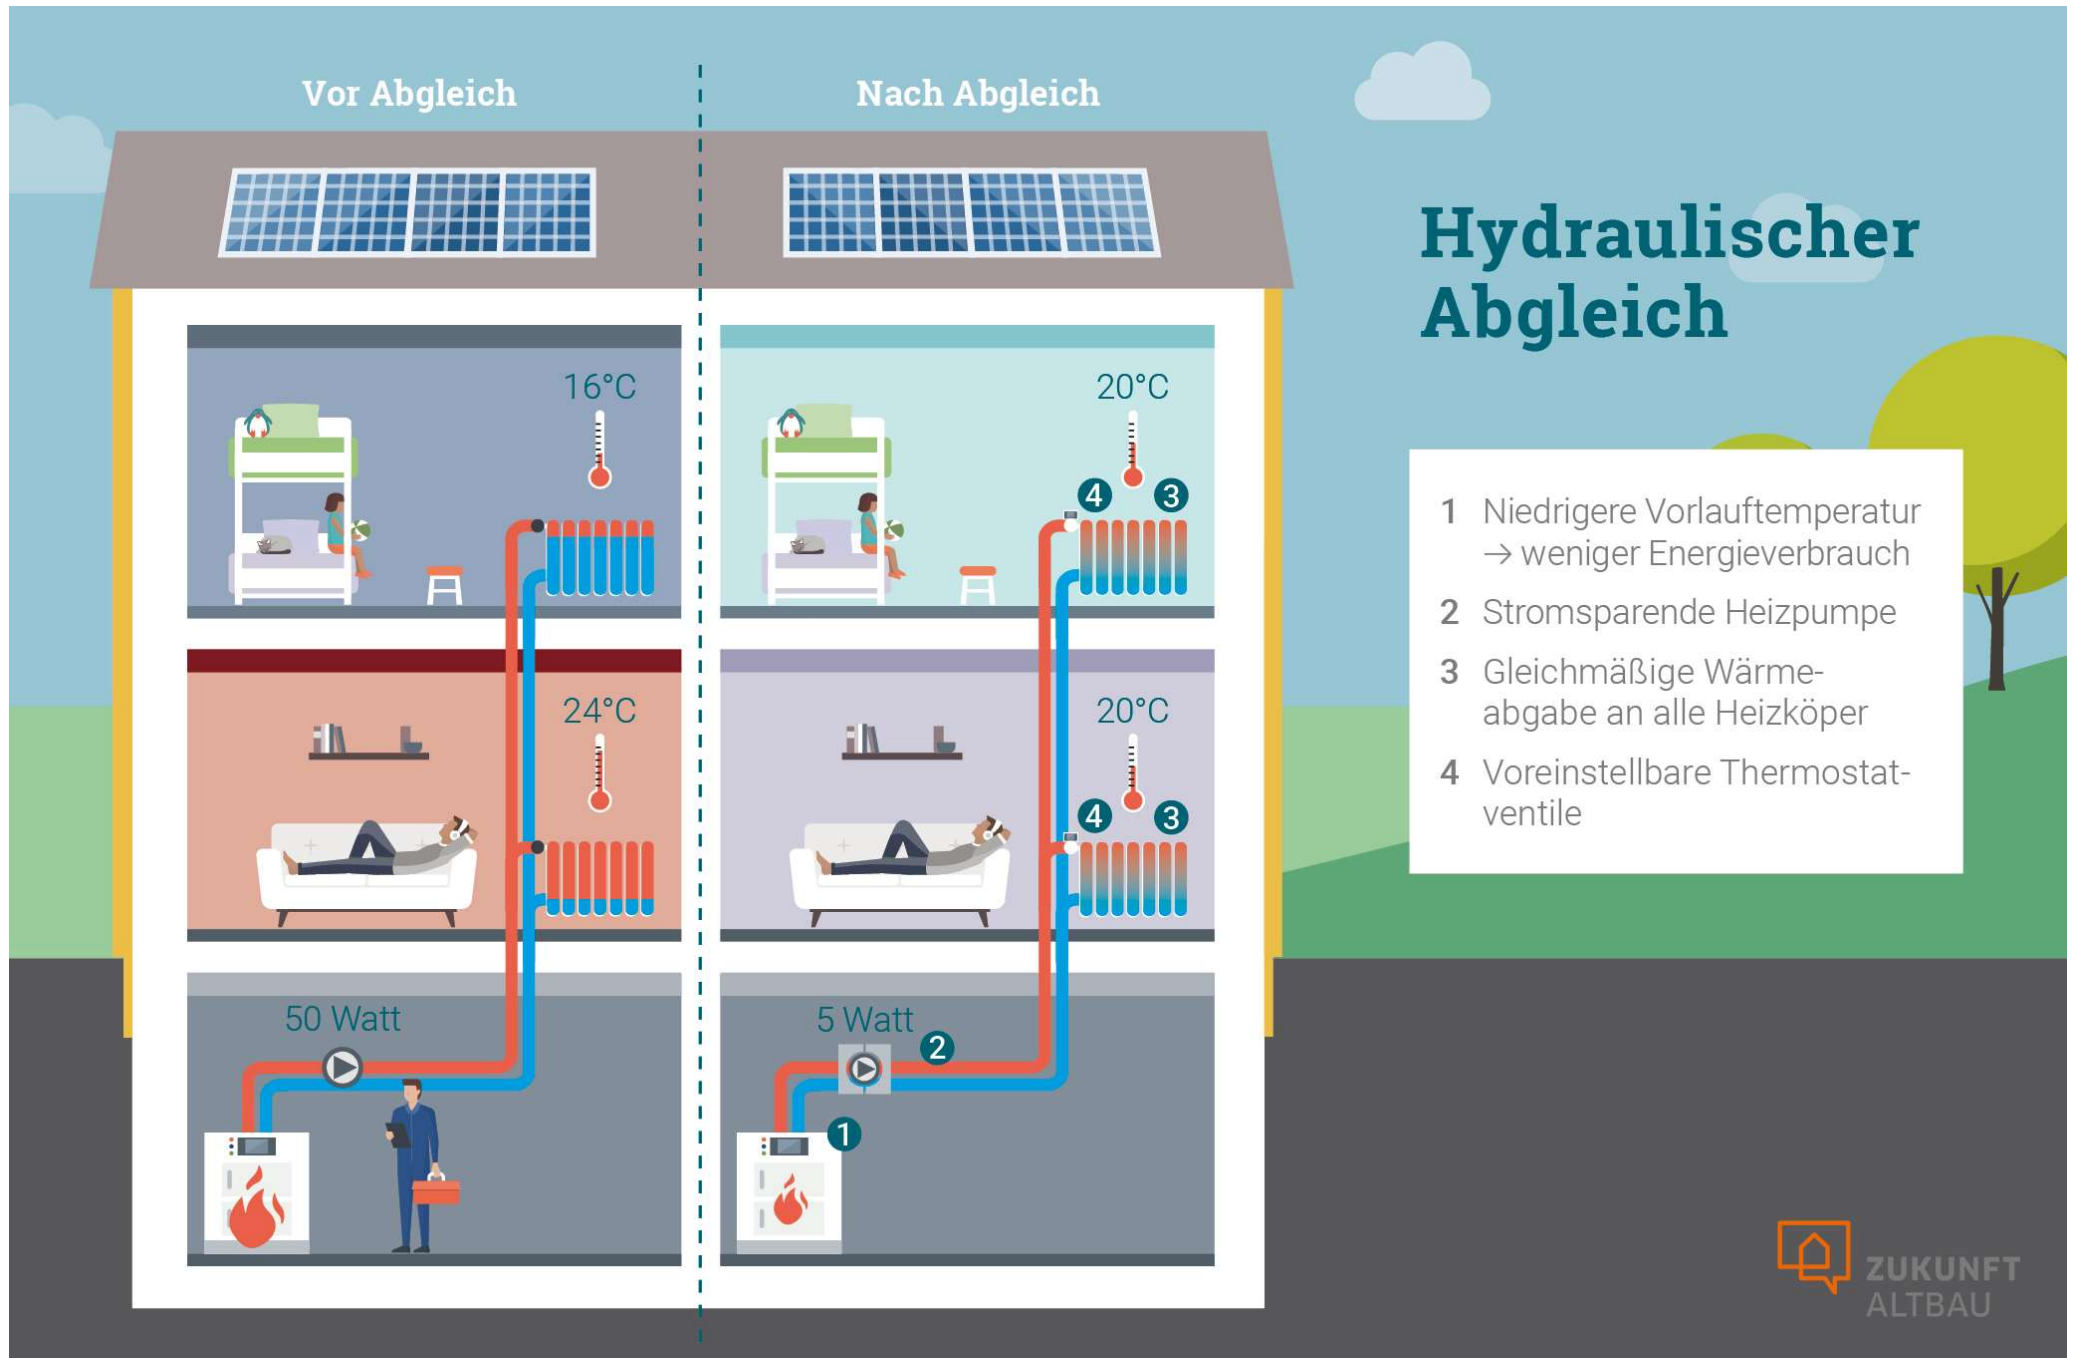 Vor Abgleich
Nach Abgleich
Hydraulischer
Abgleich
16°C
20°C
4
3
1 Niedrigere Vorlauftemperatur
→ weniger Energieverbrauch
2 Stromsparende Heizpumpe
3 Gleichmäßige Wärme-
abgabe an alle Heizköper
4 Voreinstellbare Thermostat-
ventile
24°C
20°C
4
3
50 Watt
5 Watt
2
1
ZUKUNFT
ALTBAU